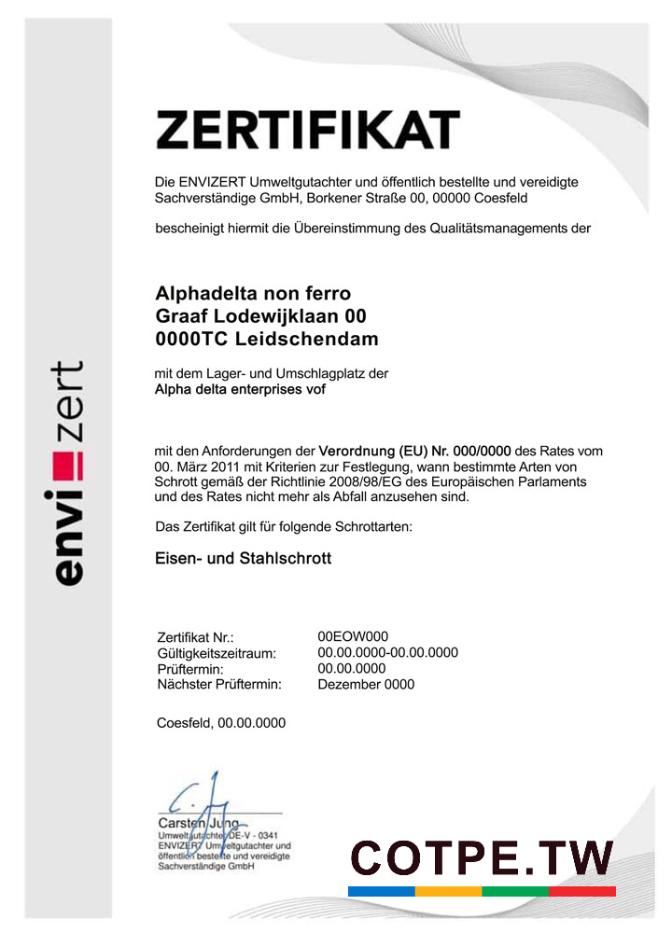 ZERTIFIKAT
Die ENVIZERT Umweltgutachter und öffentlich bestellte und vereidigte
Sachverständige GmbH, Borkener Straße 00, 00000 Coesfeld
bescheinigt hiermit die Übereinstimmung des Qualitätsmanagements der
Alphadelta non ferro
Graaf Lodewijklaan 00
0000TC Leidschendam
mit dem Lager- und Umschlagplatz der
Alpha delta enterprises vof
envizert
mit den Anforderungen der Verordnung (EU) Nr. 000/0000 des Rates vom
00. März 2011 mit Kriterien zur Festlegung, wann bestimmte Arten von
Schrott gemäß der Richtlinie 2008/98/EG des Europäischen Parlaments
und des Rates nicht mehr als Abfall anzusehen sind.
Das Zertifikat gilt für folgende Schrottarten:
Eisen- und Stahlschrott
Zertifikat Nr.: 00EOW000
Gültigkeitszeitraum: 00.00.0000-00.00.0000
Prüftermin: 00.00.0000
Nächster Prüftermin: Dezember 0000
Coesfeld, 00.00.0000
Carsten Jung
Umweltgutachter DE-V - 0341
ENVIZERT Umweltgutachter und
öffentlich bestellte und vereidigte
Sachverständige GmbH
COTPE.TW